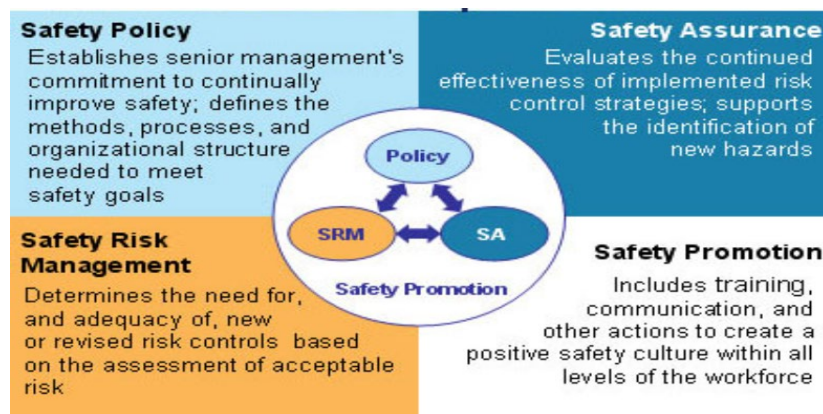 Safety Policy
Establishes senior management's
commitment to continually
improve safety; defines the
methods, processes, and
organizational structure
needed to meet
safety goals
Safety Assurance
Evaluates the continued
effectiveness of implemented risk
control strategies; supports
the identification of
new hazards
Policy
SRM
SA
Safety Promotion
Safety Risk
Management
Determines the need for,
and adequacy of, new
or revised risk controls based
on the assessment of acceptable
risk
Safety Promotion
Includes training,
communication, and
other actions to create a
positive safety culture within all
levels of the workforce